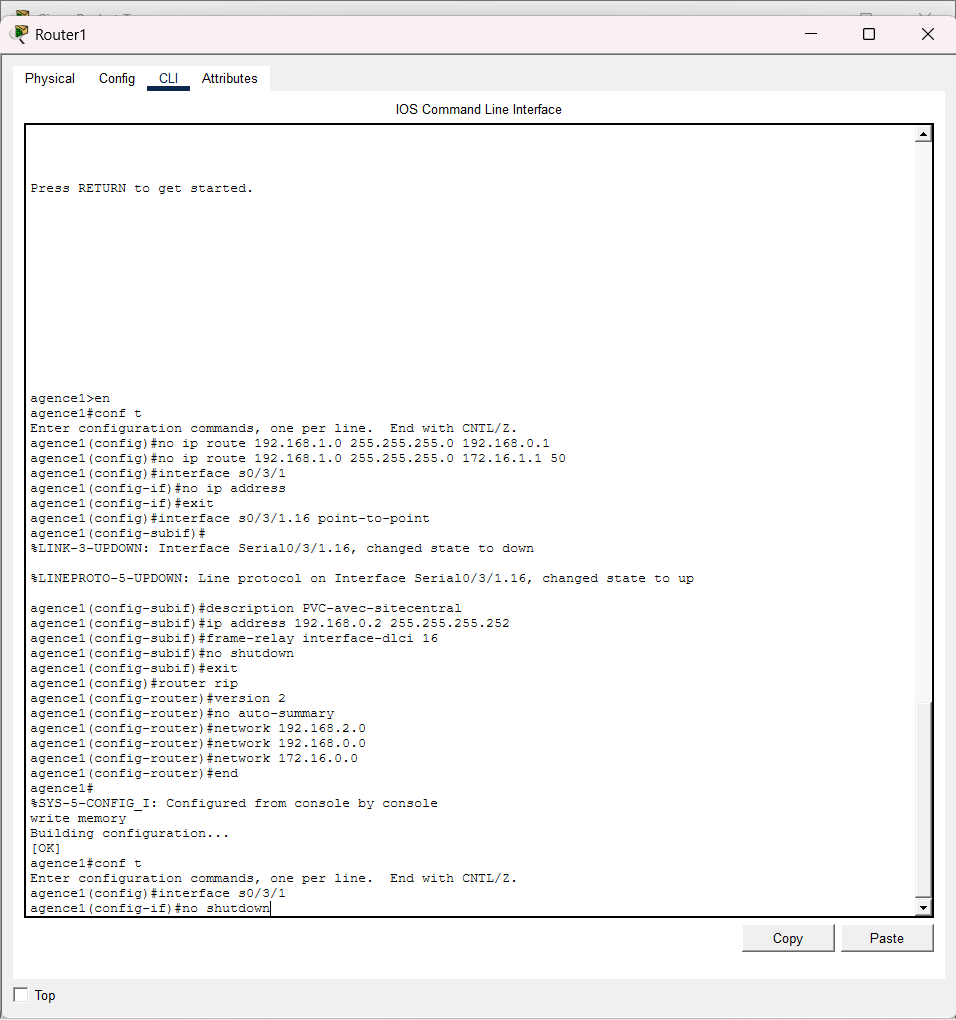 Router1
Physical Config CLI Attributes
IOS Command Line Interface
Press RETURN to get started.
agence1>en
agence1#conf t
Enter configuration commands, one per line.  End with CNTL/Z.
agence1(config)#no ip route 192.168.1.0 255.255.255.0 192.168.0.1
agence1(config)#no ip route 192.168.1.0 255.255.255.0 172.16.1.1 50
agence1(config)#interface s0/3/1
agence1(config-if)#no ip address
agence1(config-if)#exit
agence1(config)#interface s0/3/1.16 point-to-point
agence1(config-subif)#
%LINK-3-UPDOWN: Interface Serial0/3/1.16, changed state to down
%LINEPROTO-5-UPDOWN: Line protocol on Interface Serial0/3/1.16, changed state to up
agence1(config-subif)#description PVC-avec-sitecentral
agence1(config-subif)#ip address 192.168.0.2 255.255.255.252
agence1(config-subif)#frame-relay interface-dlci 16
agence1(config-subif)#no shutdown
agence1(config-subif)#exit
agence1(config)#router rip
agence1(config-router)#version 2
agence1(config-router)#no auto-summary
agence1(config-router)#network 192.168.2.0
agence1(config-router)#network 192.168.0.0
agence1(config-router)#network 172.16.0.0
agence1(config-router)#end
agence1#
%SYS-5-CONFIG_I: Configured from console by console
write memory
Building configuration...
[OK]
agence1#conf t
Enter configuration commands, one per line.  End with CNTL/Z.
agence1(config)#interface s0/3/1
agence1(config-if)#no shutdown
Copy Paste
Top